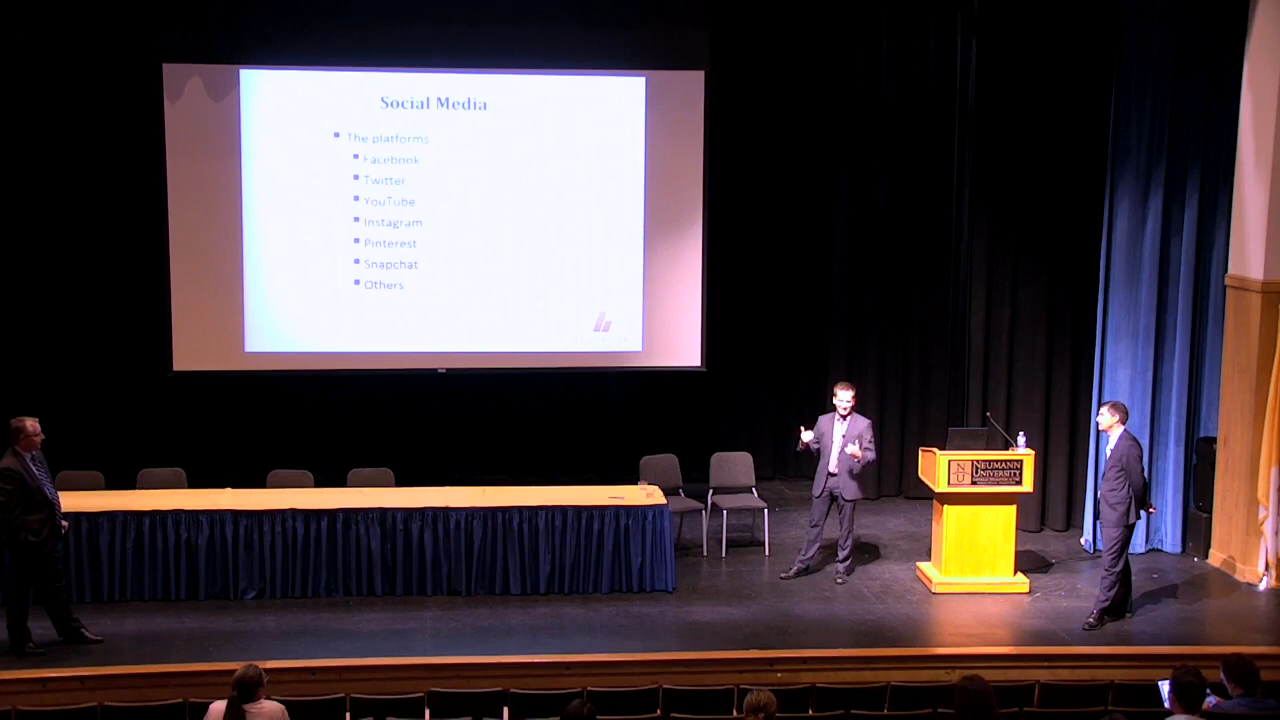 Social Media
The platforms
Facebook
Twitter
YouTube
Instagram
Pinterest
Snapchat
Others
N
U
NEUMANN
UNIVERSITY